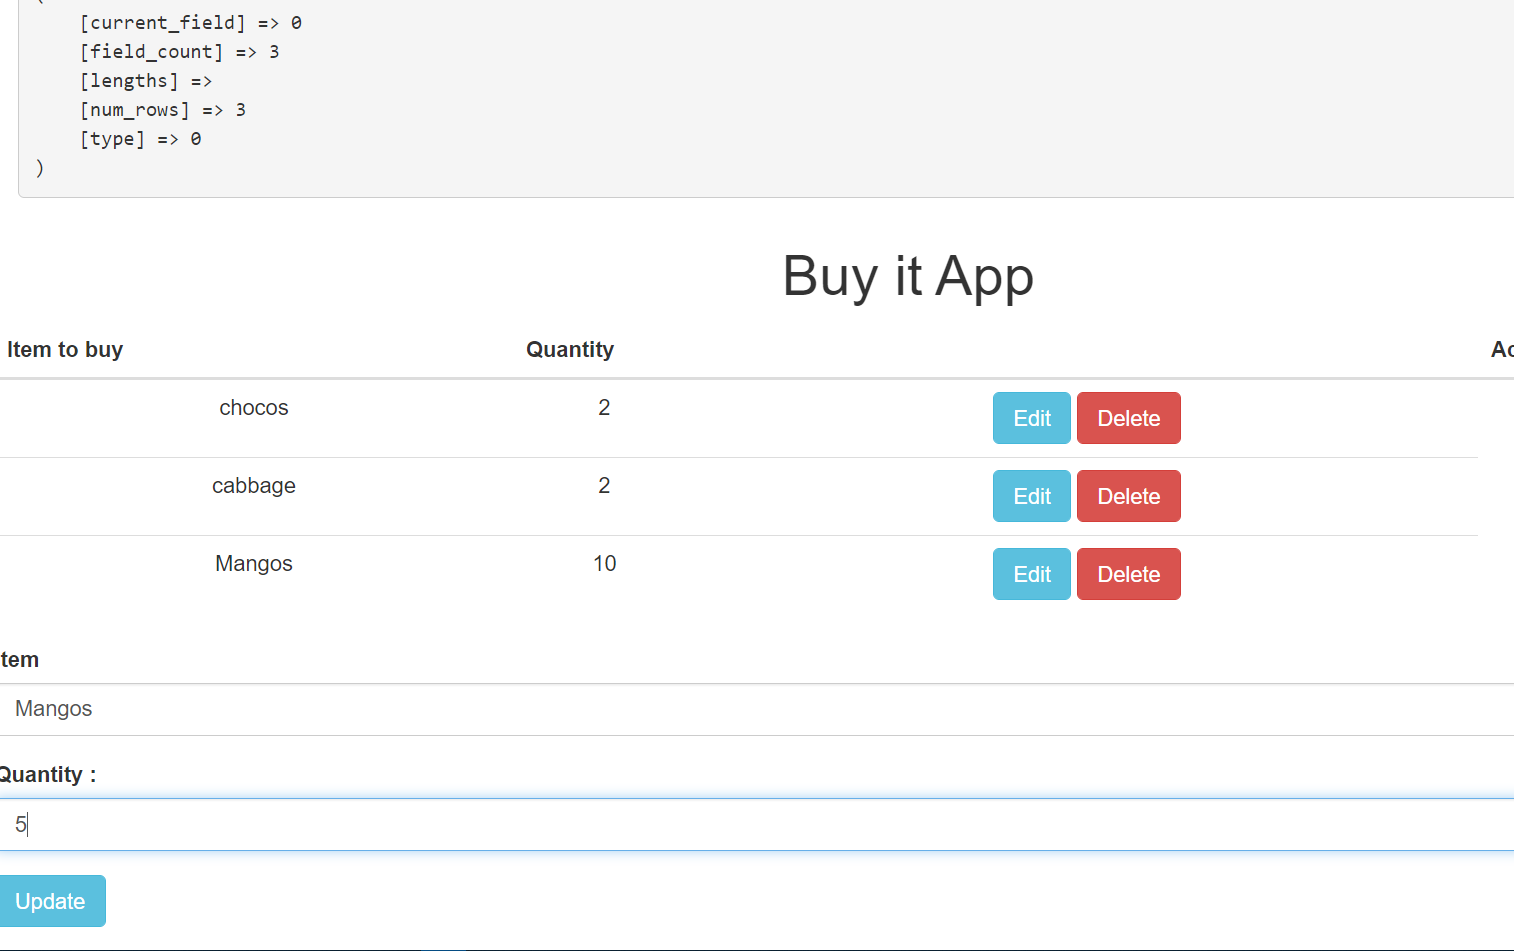 [current_field] => 0
[field_count] => 3
[lengths] =>
[num_rows] => 3
[type] => 0
)
Buy it App
Item to buy Quantity
chocos 2 Edit Delete
cabbage 2 Edit Delete
Mangos 10 Edit Delete
tem
Mangos
Quantity :
5
Update